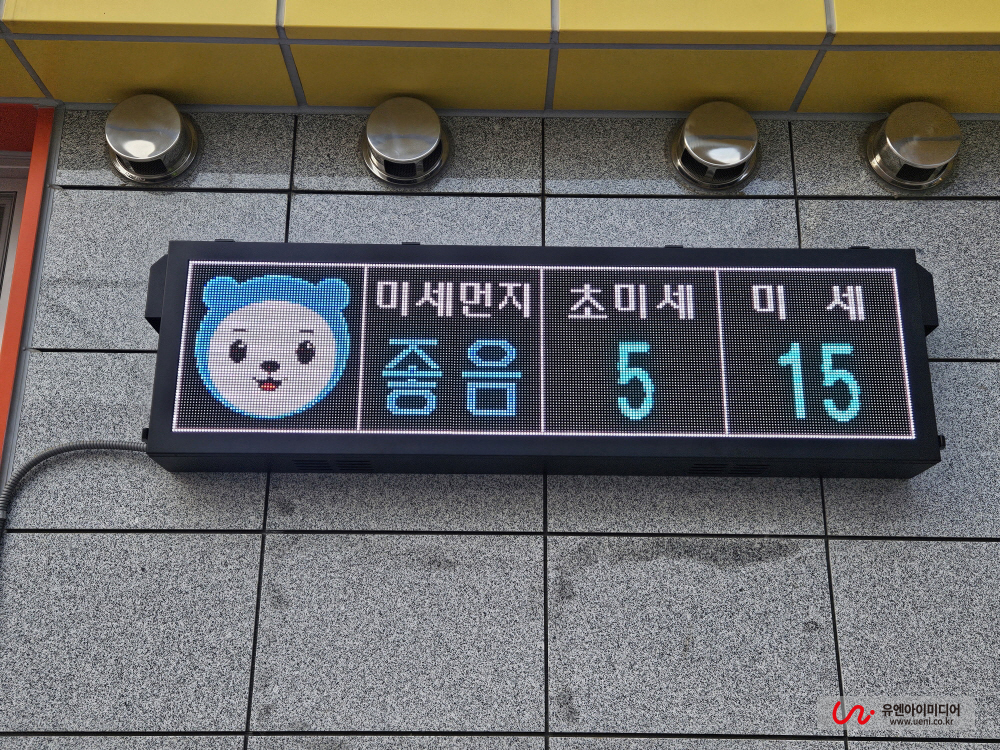 미세먼지 초미세 미 세
좋음 5 15
유엔아이미디어
www.ueni.co.kr